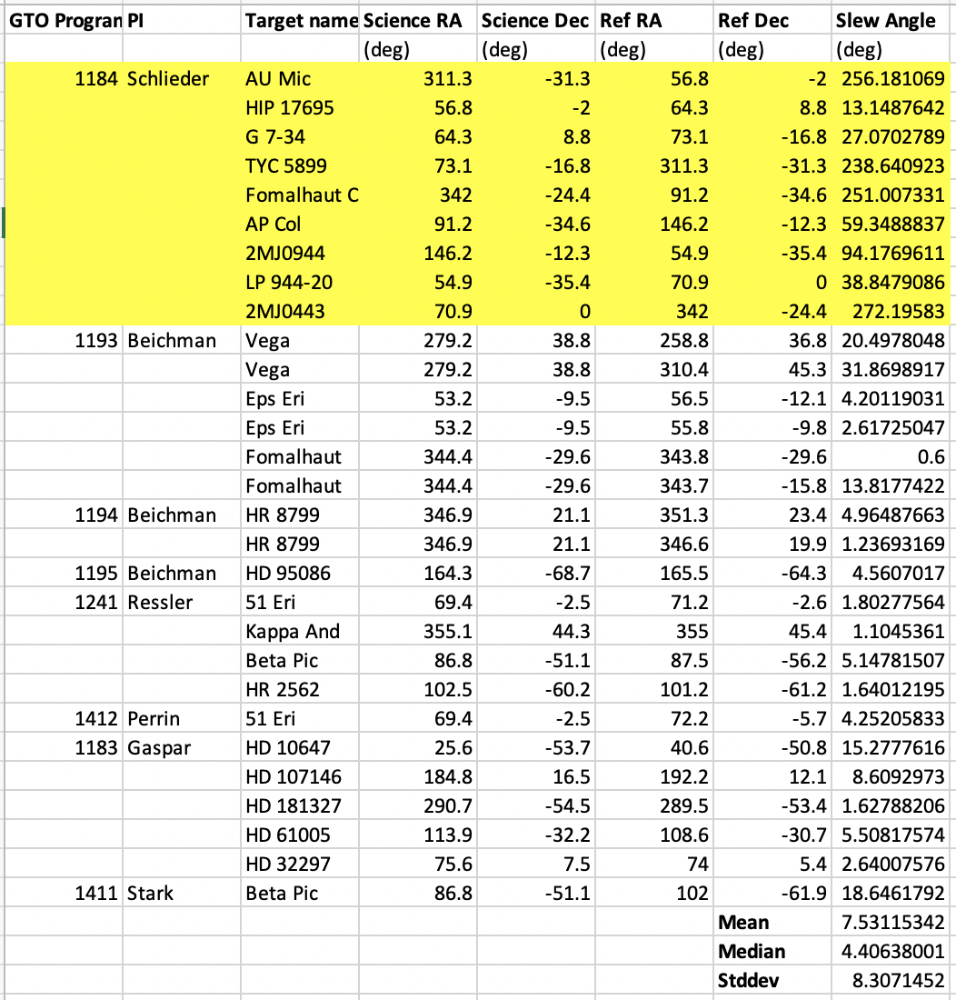 GTO Program PI Target name Science RA Science Dec Ref RA Ref Dec Slew Angle
(deg) (deg) (deg) (deg) (deg)
1184 Schlieder AU Mic 311.3 -31.3 56.8 -2 256.181069
HIP 17695 56.8 -2 64.3 8.8 13.1487642
G 7-34 64.3 8.8 73.1 -16.8 27.0702789
TYC 5899 73.1 -16.8 311.3 -31.3 238.640923
Fomalhaut C 342 -24.4 91.2 -34.6 251.007331
AP Col 91.2 -34.6 146.2 -12.3 59.3488837
2MJ0944 146.2 -12.3 54.9 -35.4 94.1769611
LP 944-20 54.9 -35.4 70.9 0 38.8479086
2MJ0443 70.9 0 342 -24.4 272.19583
1193 Beichman Vega 279.2 38.8 258.8 36.8 20.4978048
Vega 279.2 38.8 310.4 45.3 31.8698917
Eps Eri 53.2 -9.5 56.5 -12.1 4.20119031
Eps Eri 53.2 -9.5 55.8 -9.8 2.61725047
Fomalhaut 344.4 -29.6 343.8 -29.6 0.6
Fomalhaut 344.4 -29.6 343.7 -15.8 13.8177422
1194 Beichman HR 8799 346.9 21.1 351.3 23.4 4.96487663
HR 8799 346.9 21.1 346.6 19.9 1.23693169
1195 Beichman HD 95086 164.3 -68.7 165.5 -64.3 4.5607017
1241 Ressler 51 Eri 69.4 -2.5 71.2 -2.6 1.80277564
Kappa And 355.1 44.3 355 45.4 1.1045361
Beta Pic 86.8 -51.1 87.5 -56.2 5.14781507
HR 2562 102.5 -60.2 101.2 -61.2 1.64012195
1412 Perrin 51 Eri 69.4 -2.5 72.2 -5.7 4.25205833
1183 Gaspar HD 10647 25.6 -53.7 40.6 -50.8 15.2777616
HD 107146 184.8 16.5 192.2 12.1 8.6092973
HD 181327 290.7 -54.5 289.5 -53.4 1.62788206
HD 61005 113.9 -32.2 108.6 -30.7 5.50817574
HD 32297 75.6 7.5 74 5.4 2.64007576
1411 Stark Beta Pic 86.8 -51.1 102 -61.9 18.6461792
Mean 7.53115342
Median 4.40638001
Stddev 8.3071452